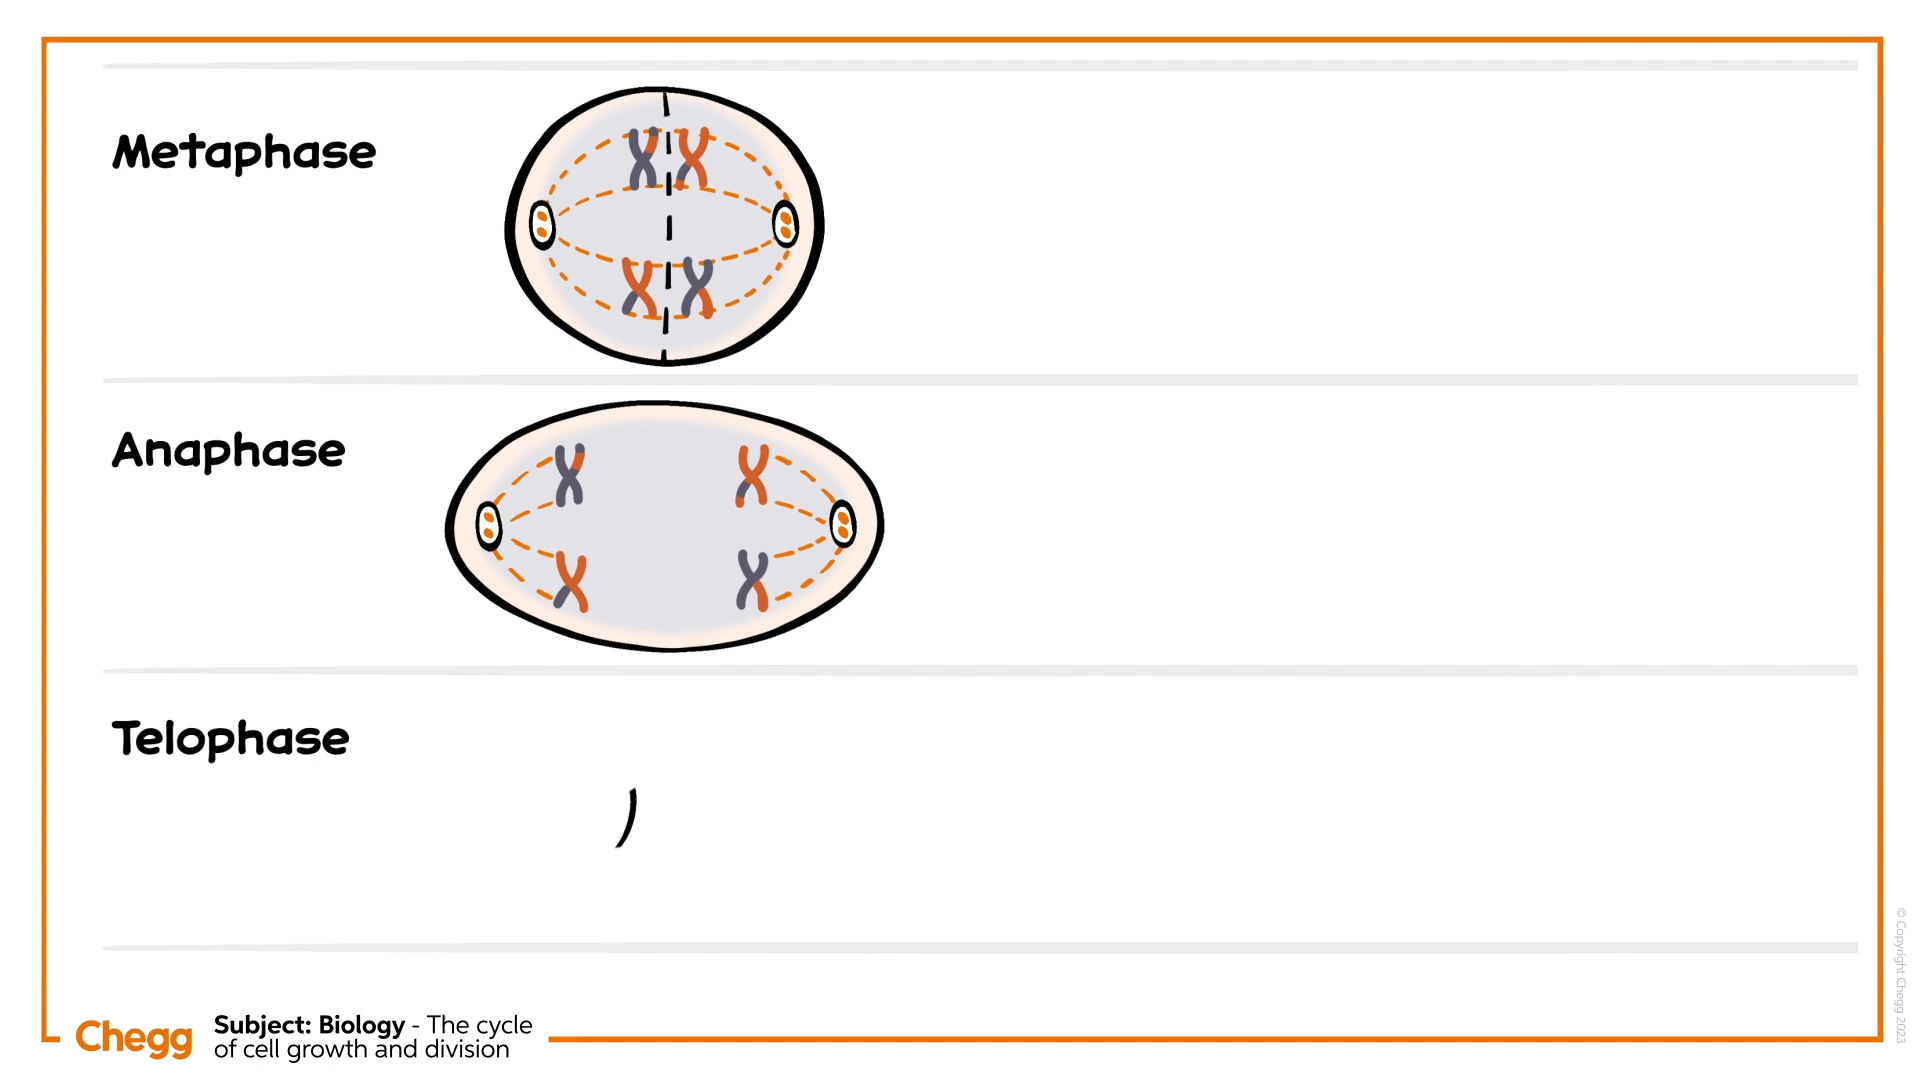 Metaphase
Anaphase
Telophase
Chegg
Subject: Biology - The cycle
of cell growth and division
© Copyright Chegg 2023